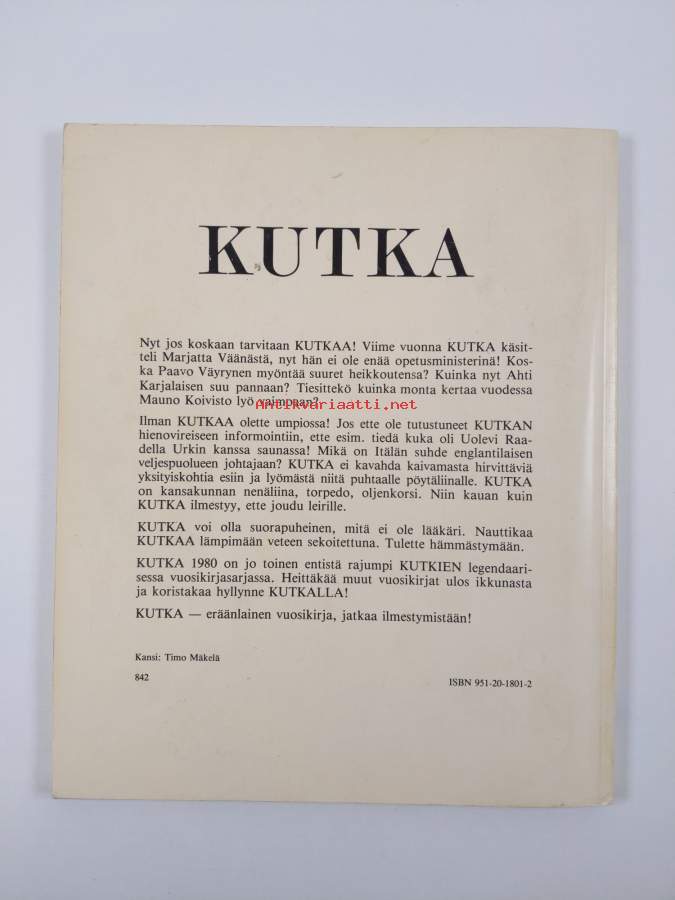 KUTKA
Nyt jos koskaan tarvitaan KUTKAA! Viime vuonna KUTKA käsit-
teli Marjatta Väänästä, nyt hän ei ole enää opetusministerinä! Kos-
ka Paavo Väyrynen myöntää suuret heikkoutensa? Kuinka nyt Ahti
Karjalaisen suu pannaan? Tiesittekö kuinka monta kertaa vuodessa
Mauno Koivisto lyö vaimoaan?
Antikvariaatti.net
Ilman KUTKAA olette umpiossa! Jos ette ole tutustuneet KUTKAN
hienovireiseen informointiin, ette esim. tiedä kuka oli Uolevi Raa-
della Urkin kanssa saunassa! Mikä on Itälän suhde englantilaisen
veljespuolueen johtajaan? KUTKA ei kavahda kaivamasta hirvittäviä
yksityiskohtia esiin ja lyömästä niitä puhtaalle pöytäliinalle. KUTKA
on kansakunnan nenäliina, torpedo, oljenkorsi. Niin kauan kuin
KUTKA ilmestyy, ette joudu leirille.
KUTKA voi olla suorapuheinen, mitä ei ole lääkäri. Nauttikaa
KUTKAA lämpimään veteen sekoitettuna. Tulette hämmästymään.
KUTKA 1980 on jo toinen entistä rajumpi KUTKIEN legendaari-
sessa vuosikirjasarjassa. Heittäkää muut vuosikirjat ulos ikkunasta
ja koristakaa hyllynne KUTKALLA!
KUTKA — eräänlainen vuosikirja, jatkaa ilmestymistään!
Kansi: Timo Mäkelä
842
ISBN 951-20-1801-2